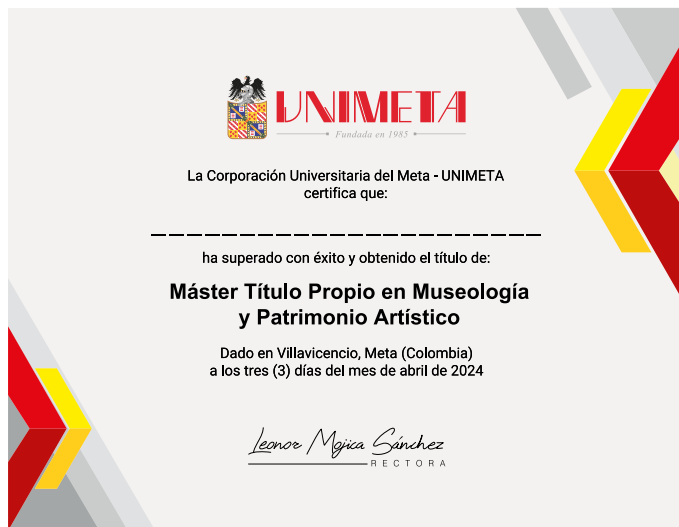 UNIMETA
Fundada en 1985
La Corporación Universitaria del Meta - UNIMETA
certifica que:
ha superado con éxito y obtenido el título de:
Máster Título Propio en Museología
y Patrimonio Artístico
Dado en Villavicencio, Meta (Colombia)
a los tres (3) días del mes de abril de 2024
Leonor Mojica Sánchez
RECTORA